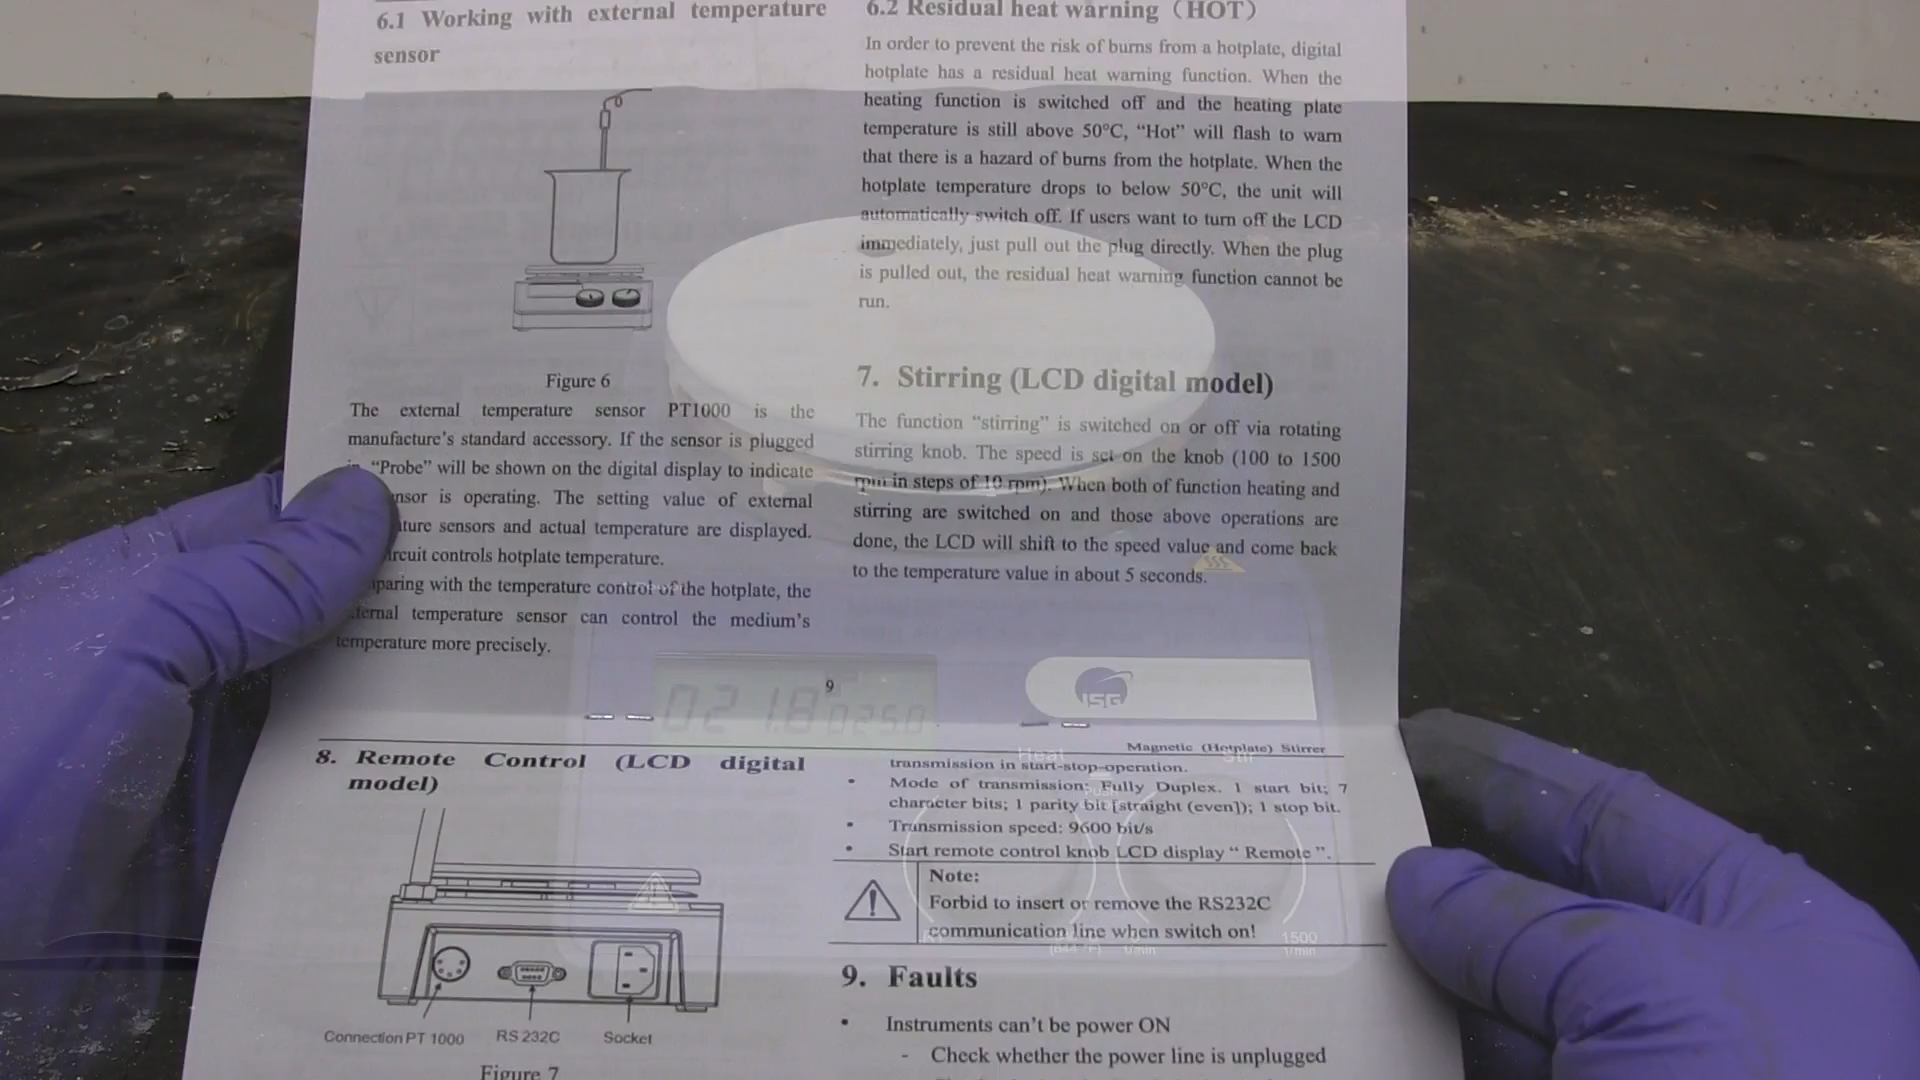 6.1 Working with external temperature
sensor
Figure 6
The external temperature sensor PT1000 is the
manufacture's standard accessory. If the sensor is plugged
"Probe" will be shown on the digital display to indicate
is operating. The setting value of external
sensors and actual temperature are displayed.
controls hotplate temperature.
with the temperature control of the hotplate, the
temperature sensor can control the medium's
temperature more precisely.
6.2 Residual heat warning (HOT)
In order to prevent the risk of burns from a hotplate, digital
hotplate has a residual heat warning function. When the
heating function is switched off and the heating plate
temperature is still above 50°C, "Hot" will flash to warn
that there is a hazard of burns from the hotplate. When the
hotplate temperature drops to below 50°C, the unit will
automatically switch off. If users want to turn off the LCD
immediately, just pull out the plug directly. When the plug
is pulled out, the residual heat warning function cannot be
run.
7. Stirring (LCD digital model)
The function "stirring" is switched on or off via rotating
stirring knob. The speed is set on the knob (100 to 1500
rpm in steps of 10 rpm). When both of function heating and
stirring are switched on and those above operations are
done, the LCD will shift to the speed value and come back
to the temperature value in about 5 seconds.
9
021.8 0250
ISG
Heat
Stir
Magnetic (Hotplate) Stirrer
8. Remote Control (LCD digital
model)
Connection PT 1000
RS 232C
Socket
Figure 7
transmission in start-stop-operation.
• Mode of transmission: Fully Duplex. 1 start bit; 7
character bits; 1 parity bit [straight (even]); 1 stop bit.
• Transmission speed: 9600 bit/s
• Start remote control knob LCD display " Remote ".
Note:
Forbid to insert or remove the RS232C
communication line when switch on!
1500
1/min
1/min
9. Faults
• Instruments can't be power ON
- Check whether the power line is unplugged